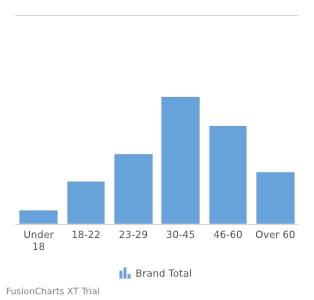 Under
18
18-22
23-29
30-45
46-60
Over 60
Brand Total
FusionCharts XT Trial